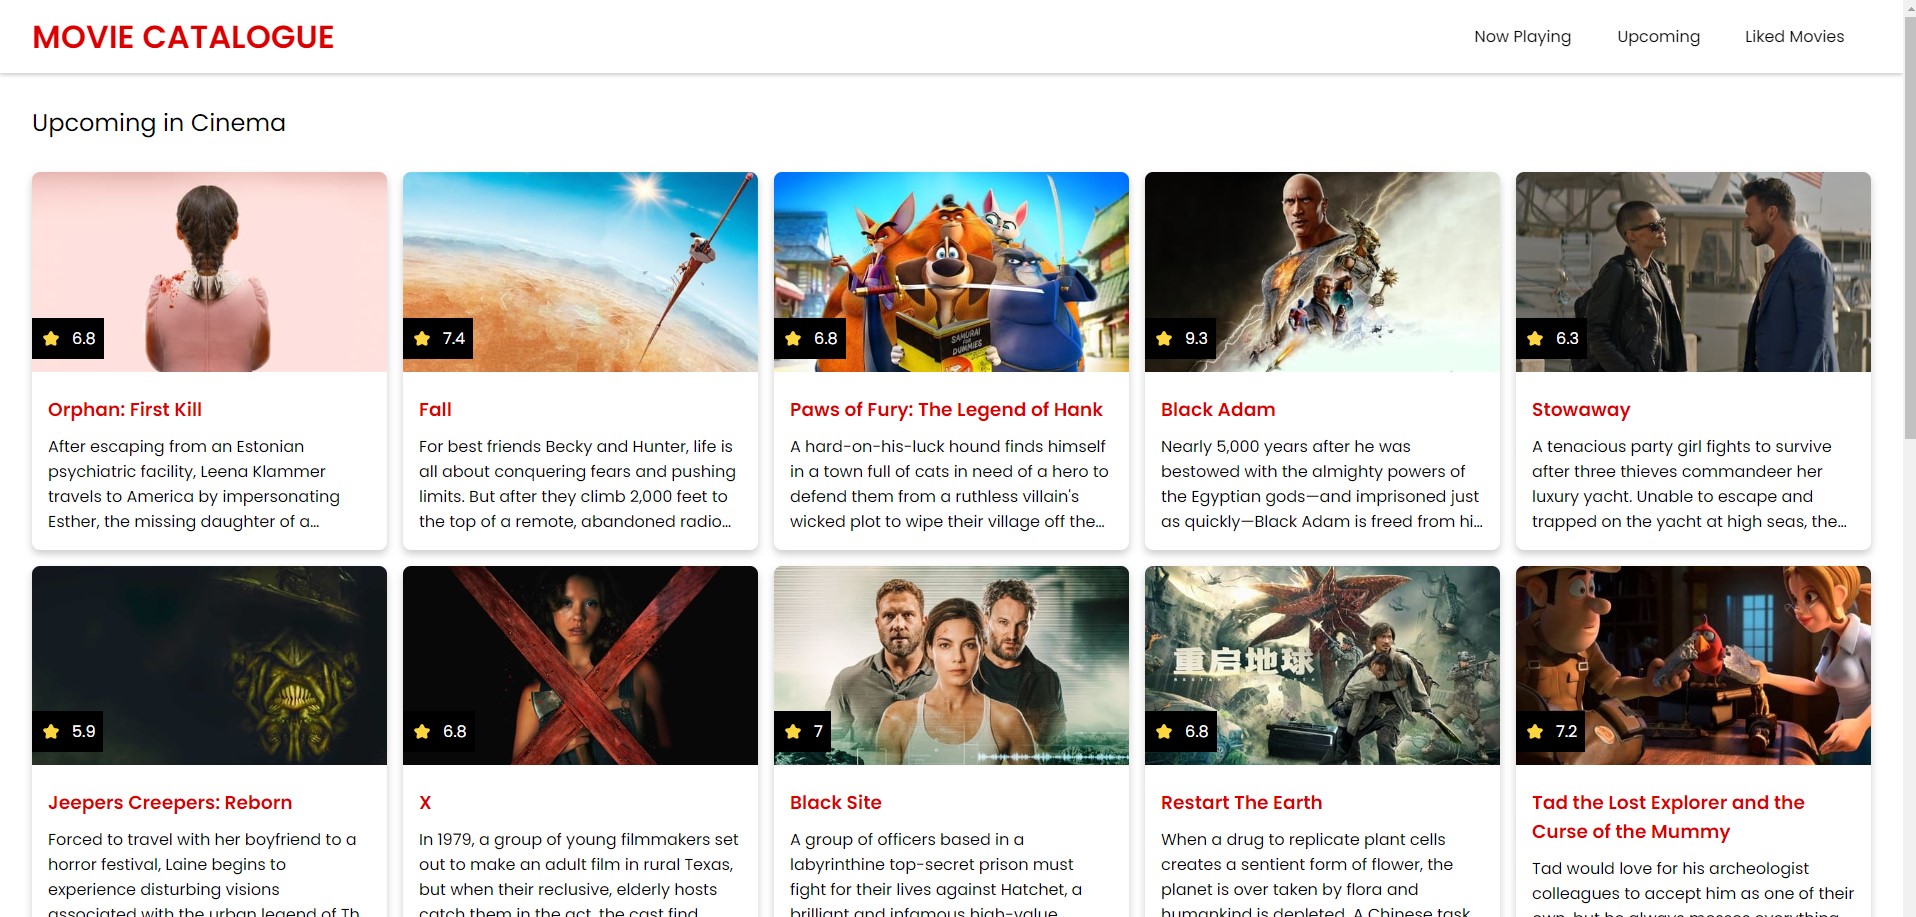 MOVIE CATALOGUE
Now Playing
Upcoming
Liked Movies
Upcoming in Cinema
SAMURAI
FOR
DUMMIES
6.8
7.4
6.8
9.3
6.3
Orphan: First Kill
After escaping from an Estonian
psychiatric facility, Leena Klammer
travels to America by impersonating
Esther, the missing daughter of a...
Fall
For best friends Becky and Hunter, life is
all about conquering fears and pushing
limits. But after they climb 2,000 feet to
the top of a remote, abandoned radio...
Paws of Fury: The Legend of Hank
A hard-on-his-luck hound finds himself
in a town full of cats in need of a hero to
defend them from a ruthless villain's
wicked plot to wipe their village off the...
Black Adam
Nearly 5,000 years after he was
bestowed with the almighty powers of
the Egyptian gods—and imprisoned just
as quickly—Black Adam is freed from hi...
Stowaway
A tenacious party girl fights to survive
after three thieves commandeer her
luxury yacht. Unable to escape and
trapped on the yacht at high seas, the...
重启地球
5.9
6.8
7
6.8
7.2
Jeepers Creepers: Reborn
Forced to travel with her boyfriend to a
horror festival, Laine begins to
experience disturbing visions
associated with the urban legend of Th
X
In 1979, a group of young filmmakers set
out to make an adult film in rural Texas,
but when their reclusive, elderly hosts
catch them in the act, the cast find
Black Site
A group of officers based in a
labyrinthine top-secret prison must
fight for their lives against Hatchet, a
brilliant and infamous high-value
Restart The Earth
When a drug to replicate plant cells
creates a sentient form of flower, the
planet is over taken by flora and
humankind is depleted. A Chinese task
Tad the Lost Explorer and the
Curse of the Mummy
Tad would love for his archeologist
colleagues to accept him as one of their
own, but he always messes everything